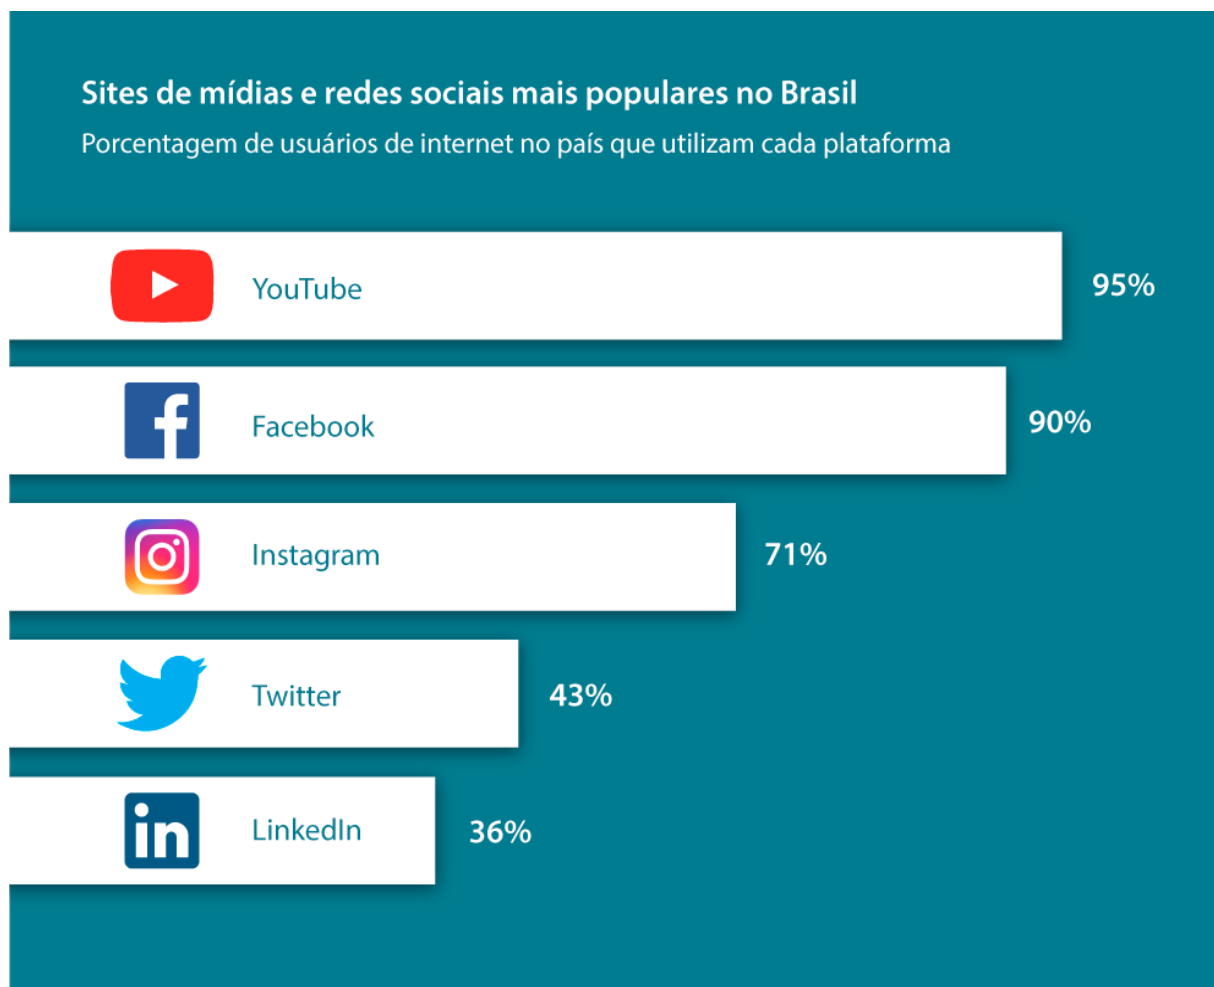 Sites de mídias e redes sociais mais populares no Brasil
Porcentagem de usuários de internet no país que utilizam cada plataforma
YouTube 95%
Facebook 90%
Instagram 71%
Twitter 43%
in LinkedIn 36%